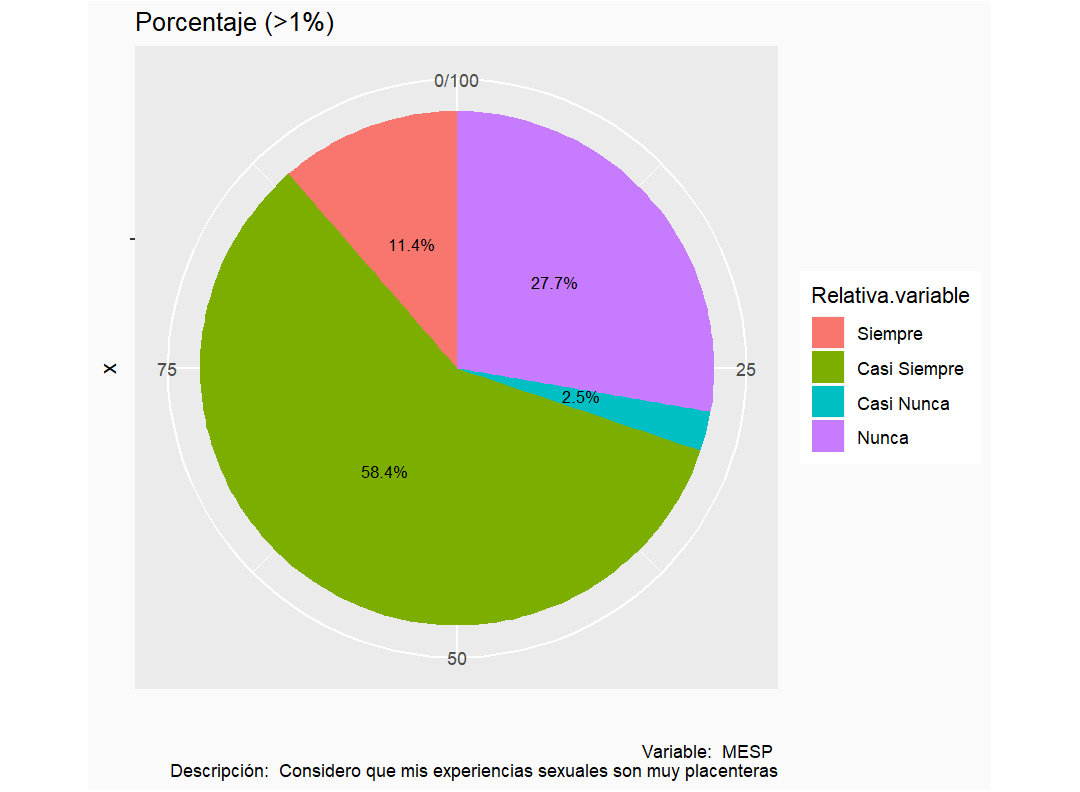 Porcentaje (>1%)
0/100
11.4%
27.7%
Relativa.variable
Siempre
Casi Siempre
Casi Nunca
Nunca
x
75
25
2.5%
58.4%
50
Variable:  MESP
Descripción:  Considero que mis experiencias sexuales son muy placenteras